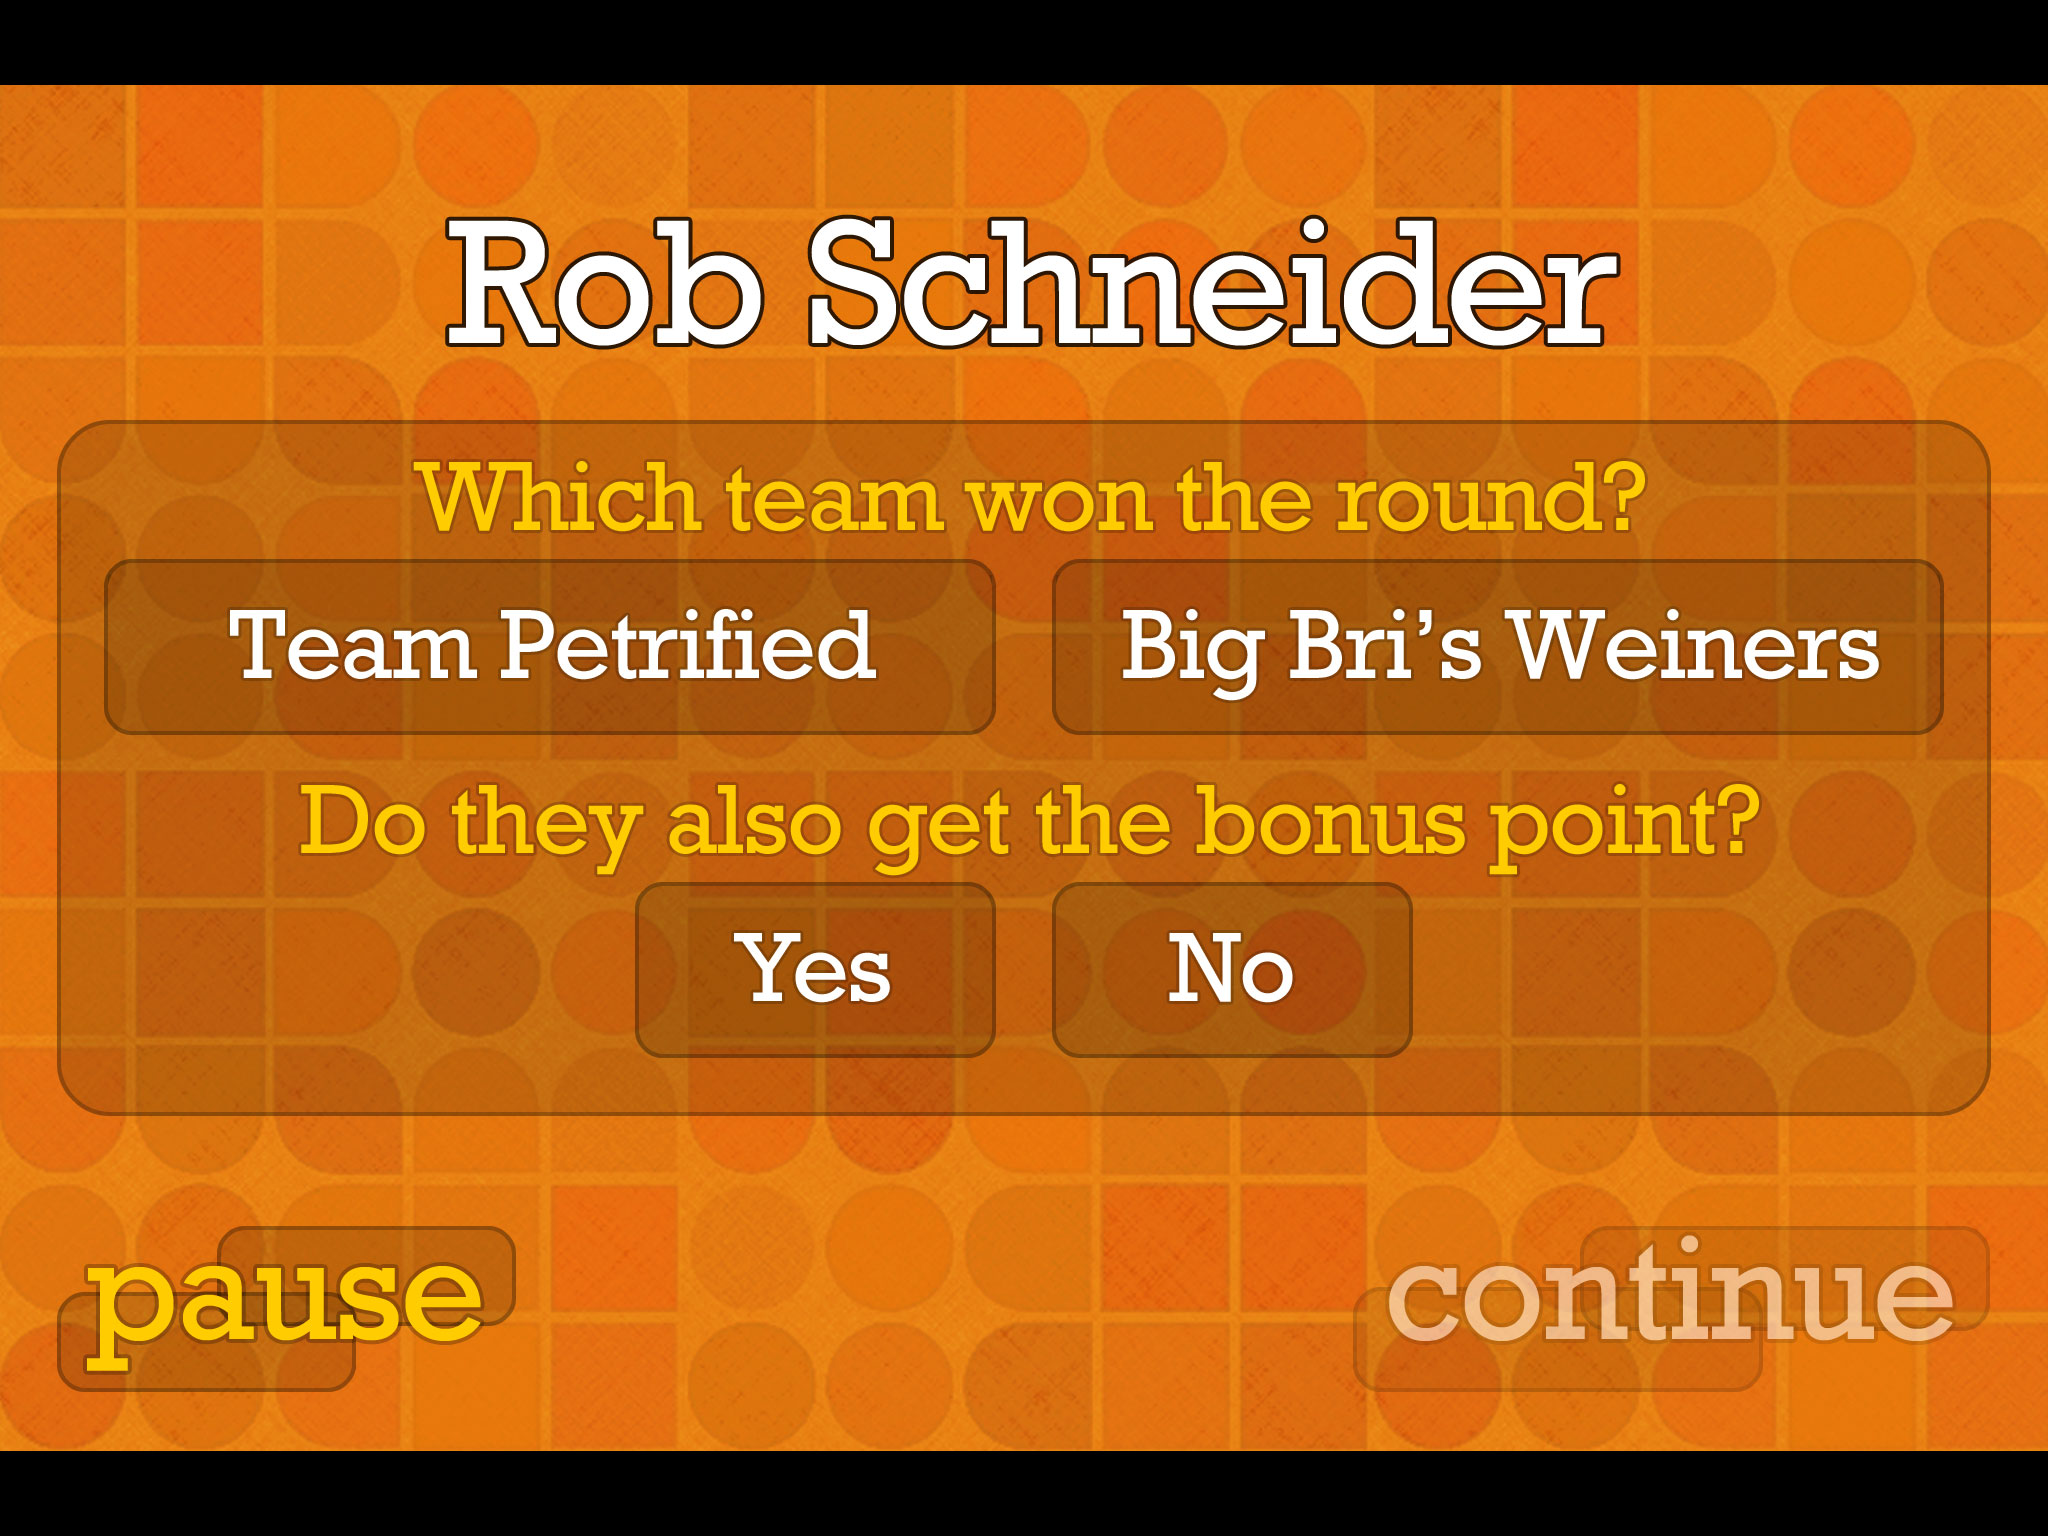 Rob Schneider
Which team won the round?
Team Petrified
Big Bri's Weiners
Do they also get the bonus point?
Yes
No
pause
continue